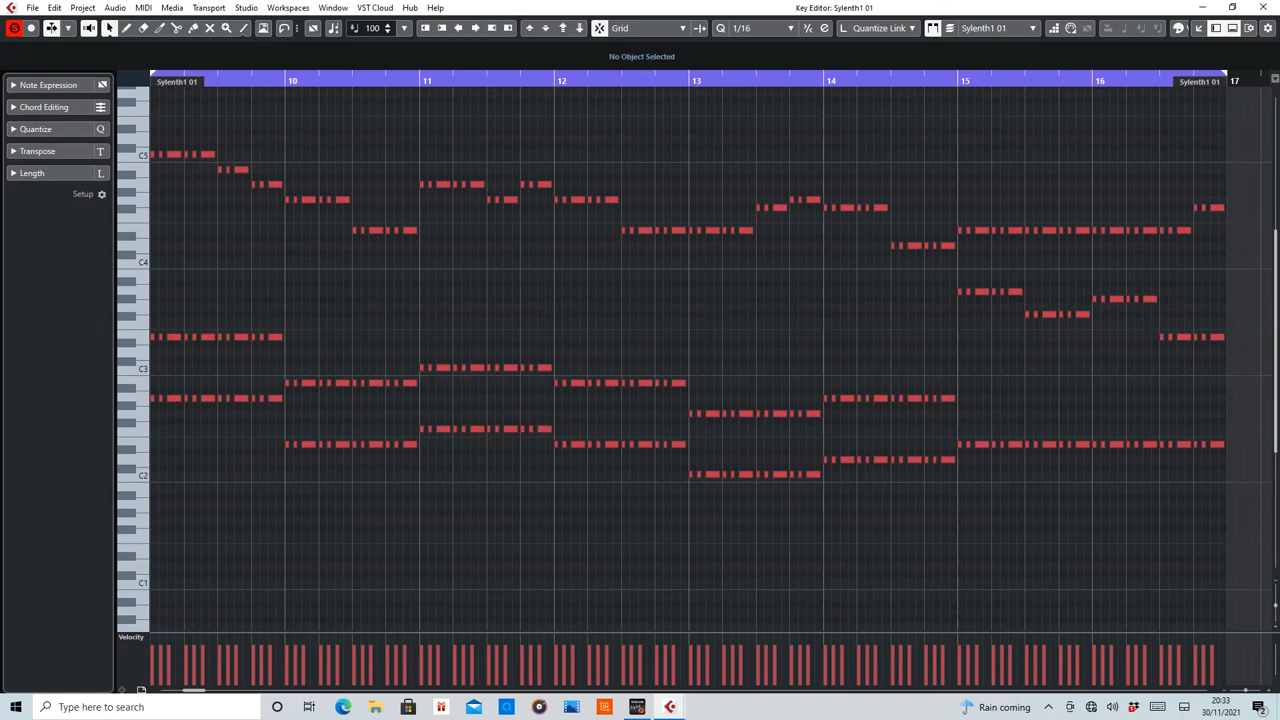 File Edit Project Audio MIDI Media Transport Studio Workspaces Window VST Cloud Hub Help
Key Editor: Sylenth1 01
S 100 Grid Q 1/16 Quantize Link Sylenth1 01
No Object Selected
Sylenth1 01 10 11 12 13 14 15 16 Sylenth1 01 17
Note Expression
Chord Editing
Quantize Q
Transpose T
Length L
Setup
C5
C4
C3
C2
C1
Velocity
Type here to search
Rain coming
20:33
30/11/2021
2